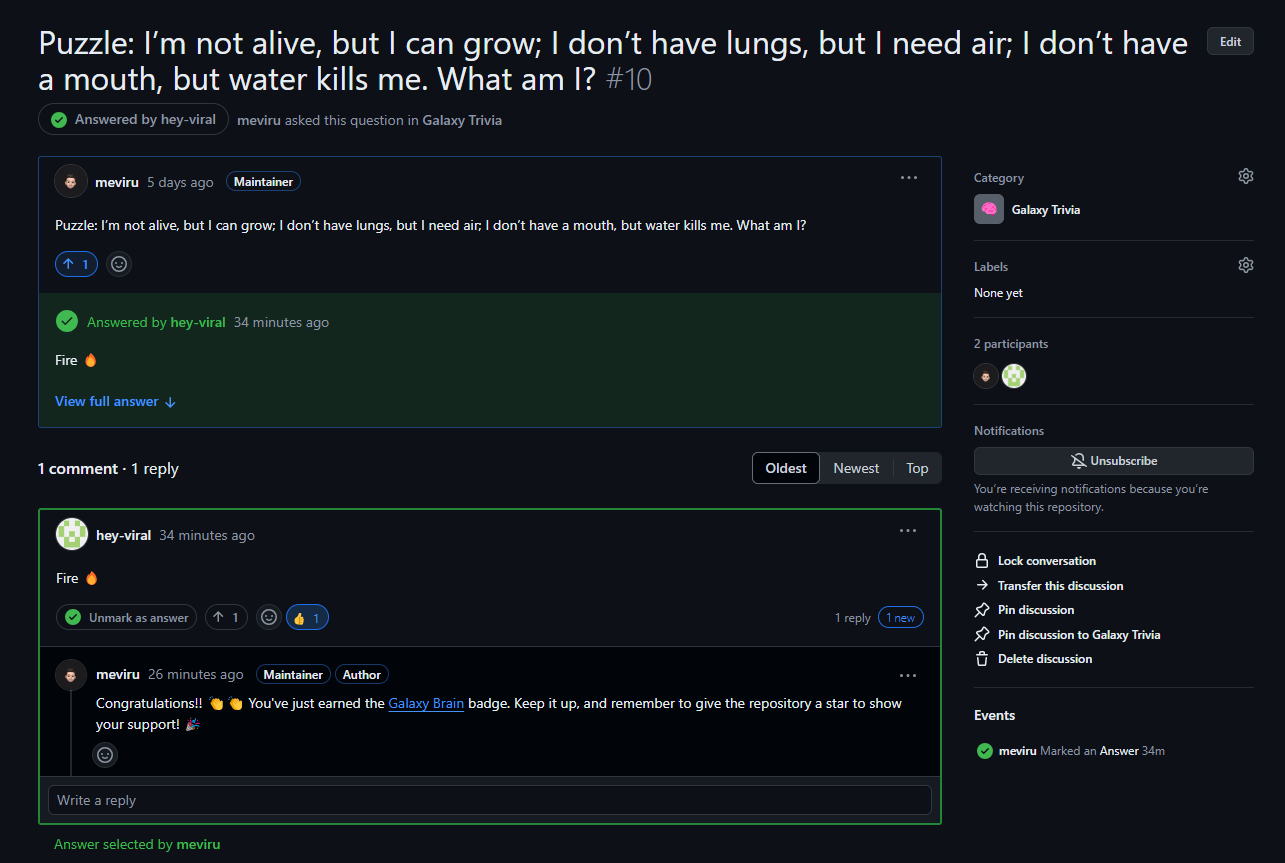 Puzzle: I’m not alive, but I can grow; I don’t have lungs, but I need air; I don’t have
a mouth, but water kills me. What am I? #10
Edit
Answered by hey-viral
meviru asked this question in Galaxy Trivia
meviru 5 days ago Maintainer
Puzzle: I’m not alive, but I can grow; I don’t have lungs, but I need air; I don’t have a mouth, but water kills me. What am I?
1
Answered by hey-viral 34 minutes ago
Fire 🔥
View full answer ↓
1 comment · 1 reply
Oldest Newest Top
hey-viral 34 minutes ago
Fire 🔥
Unmark as answer ↑ 1 👍 1
1 reply 1 new
meviru 26 minutes ago Maintainer Author
Congratulations!! 👏 👏 You've just earned the Galaxy Brain badge. Keep it up, and remember to give the repository a star to show
your support! 🎉
Write a reply
Answer selected by meviru
Category
Galaxy Trivia
Labels
None yet
2 participants
Notifications
Unsubscribe
You’re receiving notifications because you’re
watching this repository.
Lock conversation
Transfer this discussion
Pin discussion
Pin discussion to Galaxy Trivia
Delete discussion
Events
meviru Marked an Answer 34m